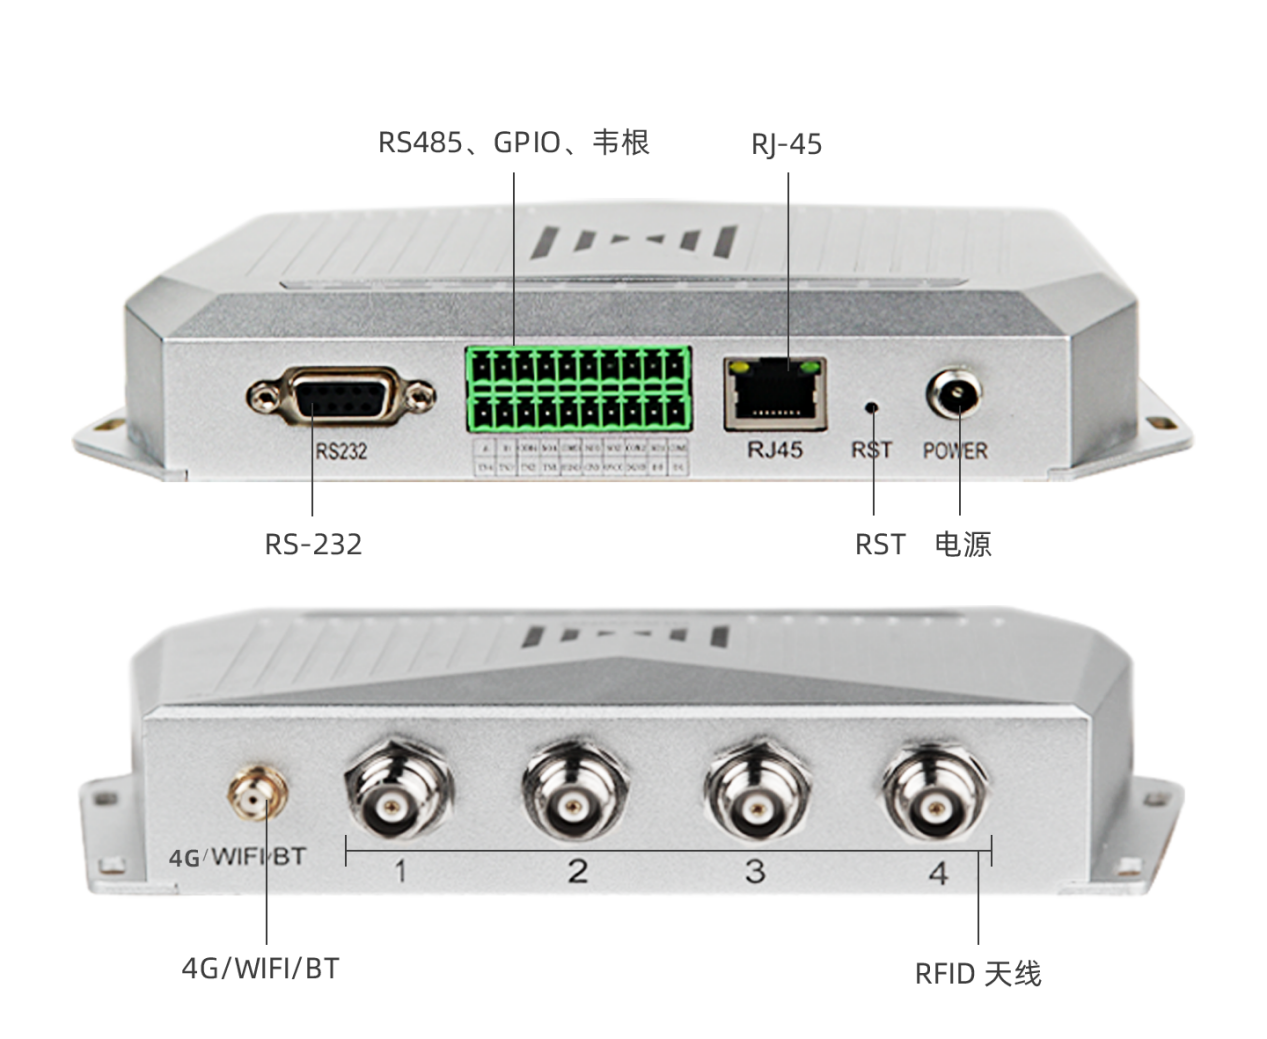 RS485、GPIO、韦根
RJ-45
RS232
RJ45
RST
POWER
RS-232
RST
电源
4G/WIFI/BT
1
2
3
4
4G/WIFI/BT
RFID 天线